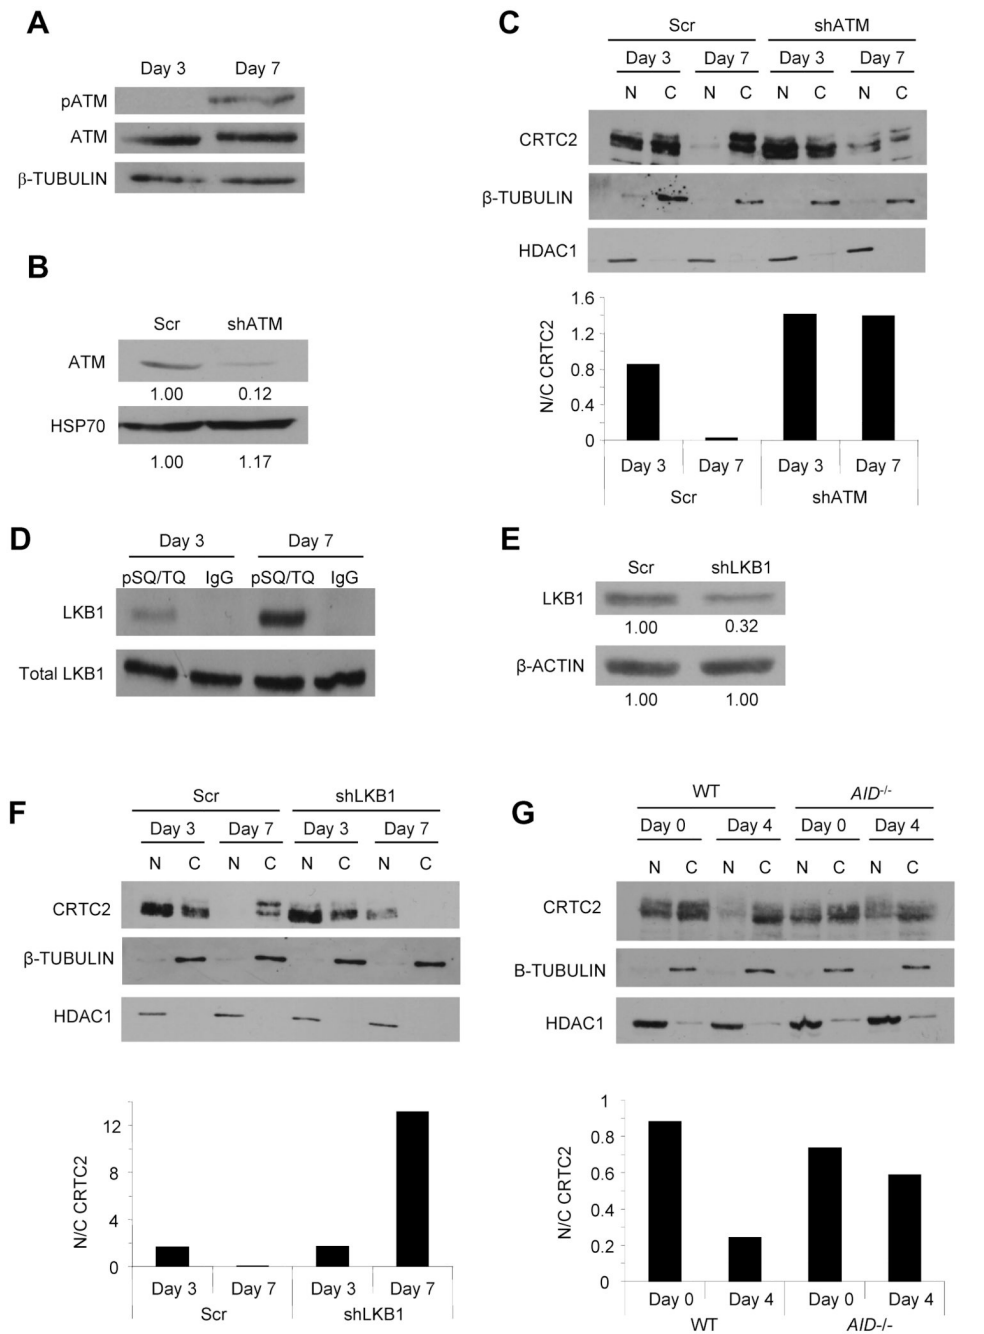 A
Day 3 Day 7
pATM
ATM
β-TUBULIN
B
Scr shATM
ATM
1.00 0.12
HSP70
1.00 1.17
C
Scr shATM
Day 3 Day 7 Day 3 Day 7
N C N C N C N C
CRTC2
β-TUBULIN
HDAC1
1.6
1.2
0.8
0.4
0
N/C CRTC2
Day 3 Day 7 Day 3 Day 7
Scr shATM
D
Day 3 Day 7
pSQ/TQ IgG pSQ/TQ IgG
LKB1
Total LKB1
E
Scr shLKB1
LKB1
1.00 0.32
β-ACTIN
1.00 1.00
F
Scr shLKB1
Day 3 Day 7 Day 3 Day 7
N C N C N C N C
CRTC2
β-TUBULIN
HDAC1
12
8
4
0
N/C CRTC2
Day 3 Day 7 Day 3 Day 7
Scr shLKB1
G
WT AID-/-
Day 0 Day 4 Day 0 Day 4
N C N C N C N C
CRTC2
B-TUBULIN
HDAC1
1
0.8
0.6
0.4
0.2
0
N/C CRTC2
Day 0 Day 4 Day 0 Day 4
WT AID-/-